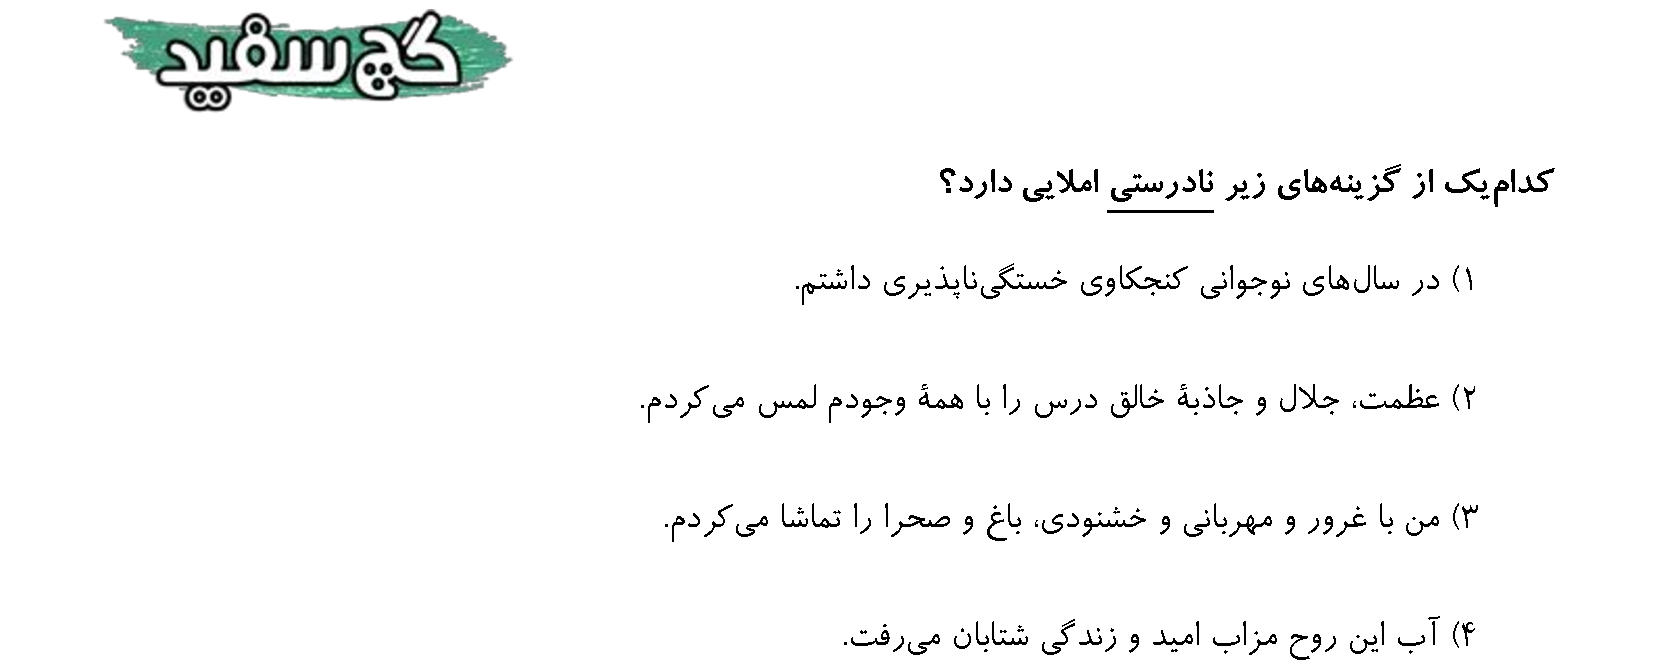 گچ سفید
کدام‌یک از گزینه‌های زیر نادرستی املایی دارد؟
۱) در سال‌های نوجوانی کنجکاوی خستگی‌ناپذیری داشتم.
۲) عظمت، جلال و جاذبهٔ خالق درس را با همهٔ وجودم لمس می‌کردم.
۳) من با غرور و مهربانی و خشنودی، باغ و صحرا را تماشا می‌کردم.
۴) آب این روح مزاب امید و زندگی شتابان می‌رفت.